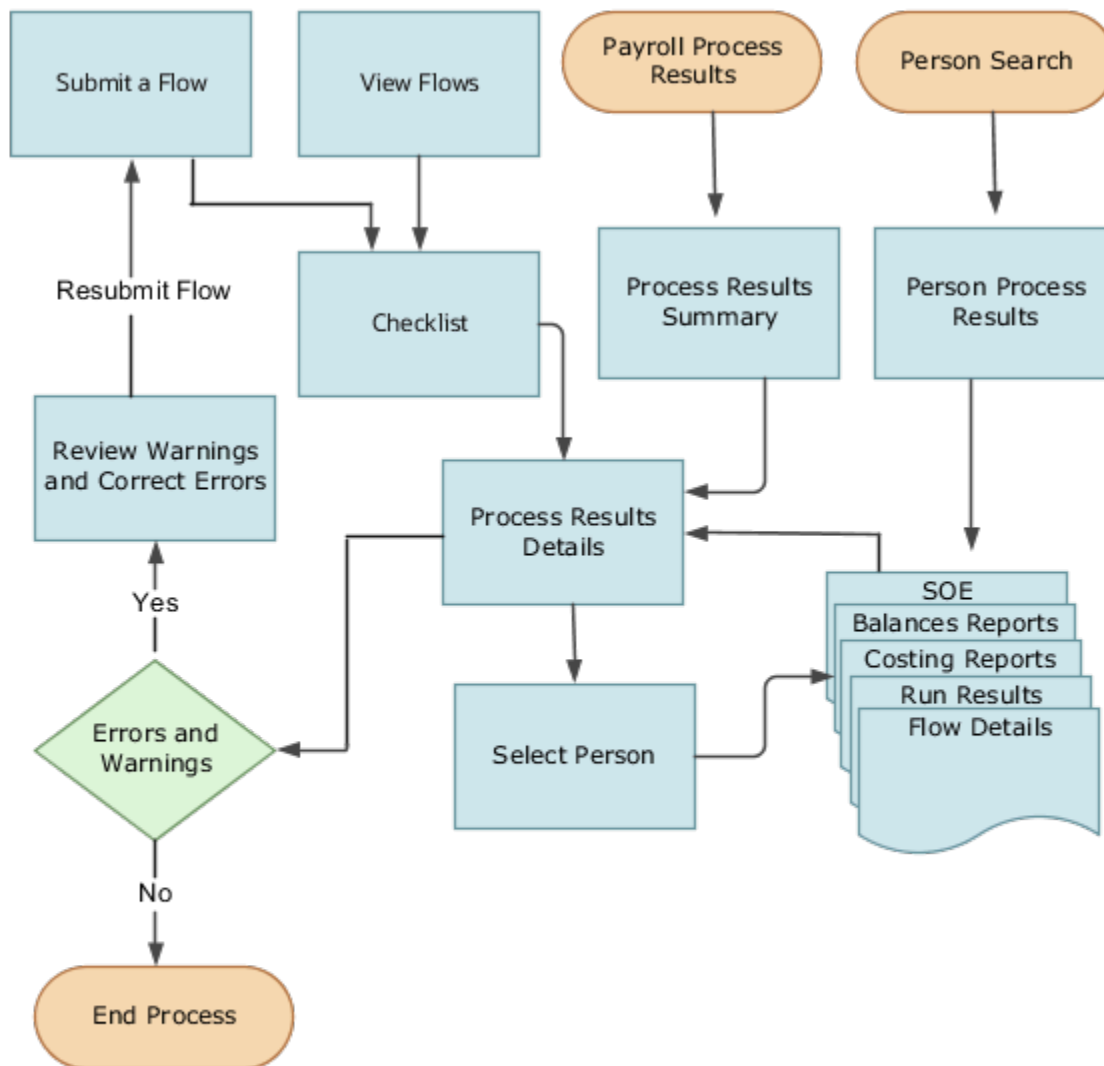 Submit a Flow
View Flows
Payroll Process
Results
Person Search
Resubmit Flow
Checklist
Process Results
Summary
Person Process
Results
Review Warnings
and Correct Errors
Process Results
Details
Yes
SOE
Balances Reports
Costing Reports
Run Results
Flow Details
Errors and
Warnings
Select Person
No
End Process